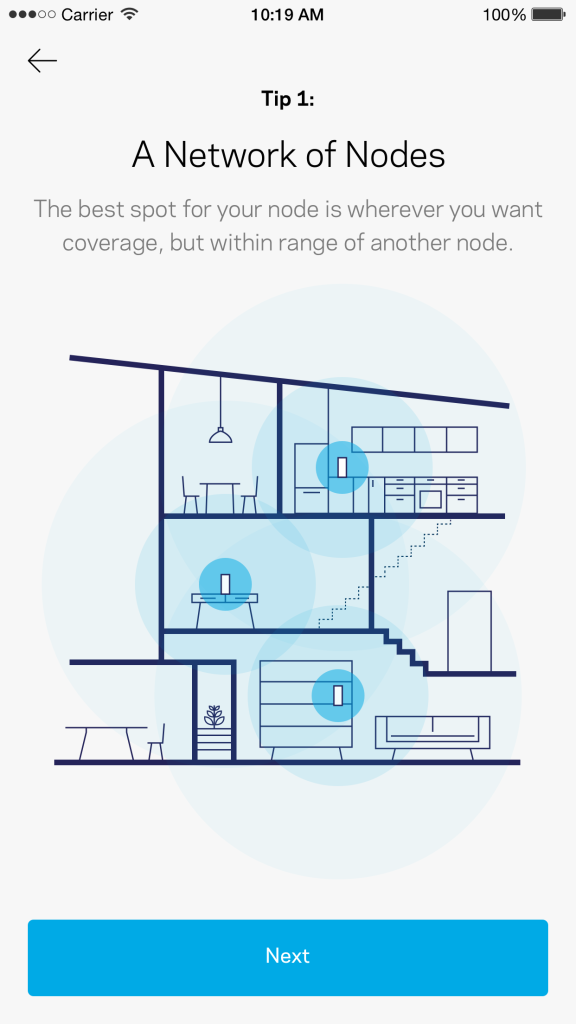 Carrier 10:19 AM 100%
Tip 1:
A Network of Nodes
The best spot for your node is wherever you want
coverage, but within range of another node.
Next